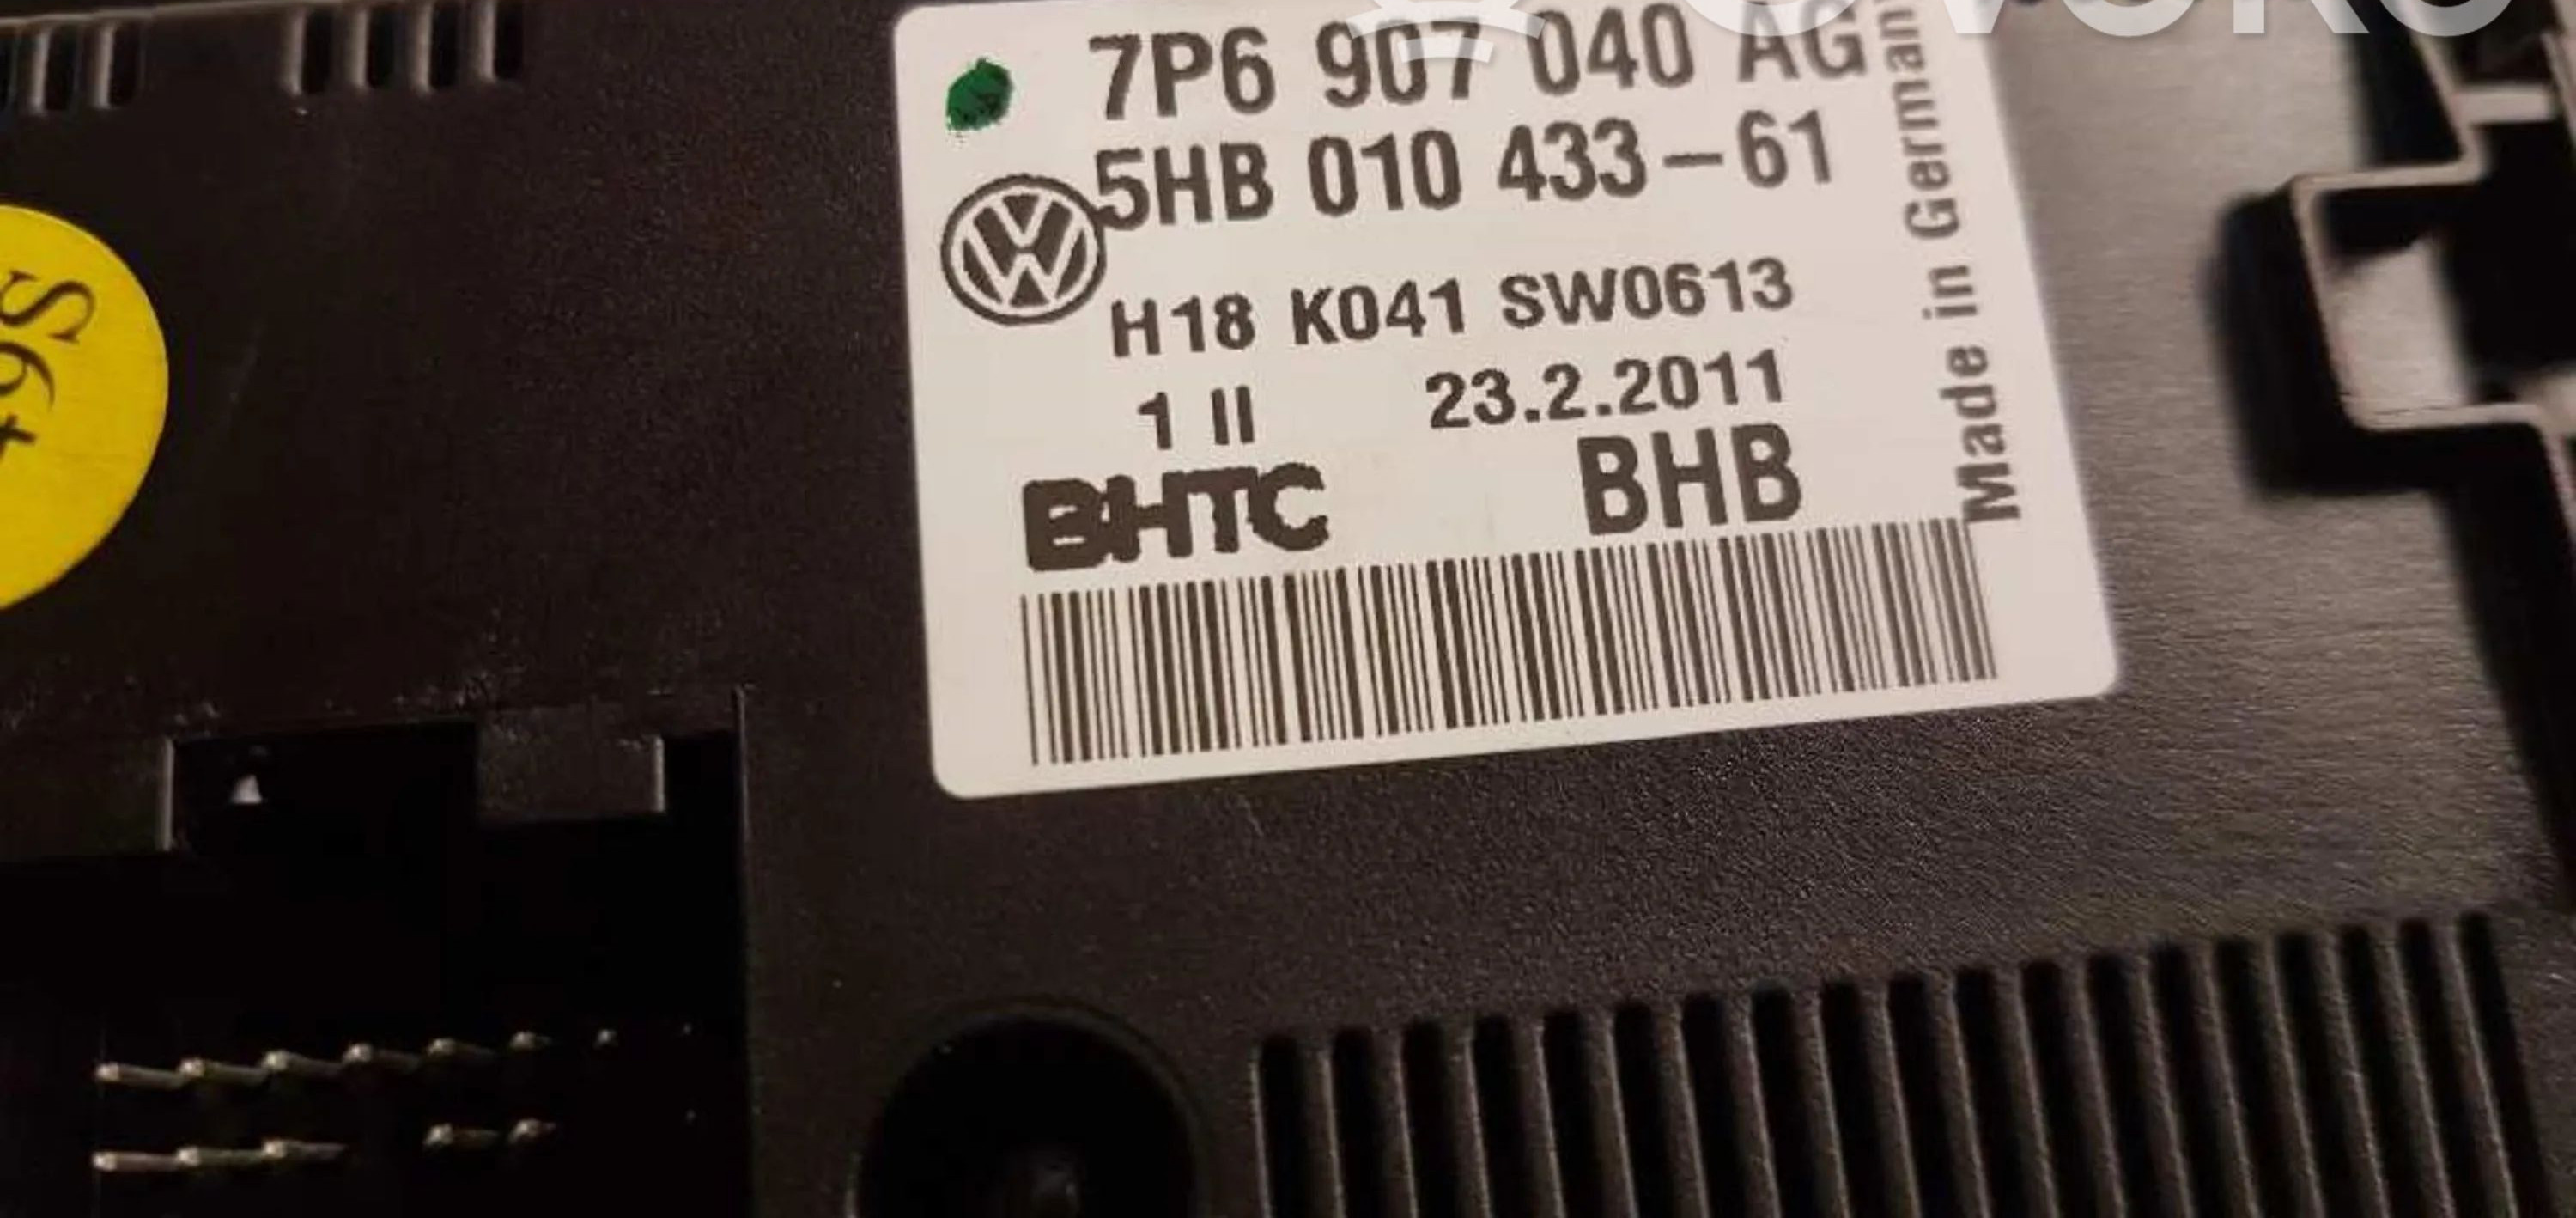 7P6 907 040 AG
5HB 010 433-61
H18 K041 SW0613
1 II 23.2.2011
BHTC BHB
Made in Germany